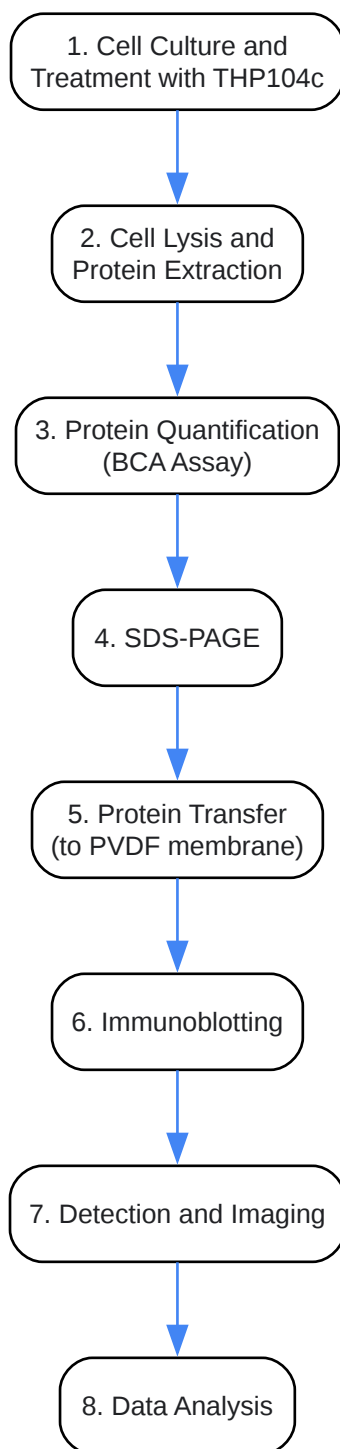 1. Cell Culture and
Treatment with THP104c
2. Cell Lysis and
Protein Extraction
3. Protein Quantification
(BCA Assay)
4. SDS-PAGE
5. Protein Transfer
(to PVDF membrane)
6. Immunoblotting
7. Detection and Imaging
8. Data Analysis